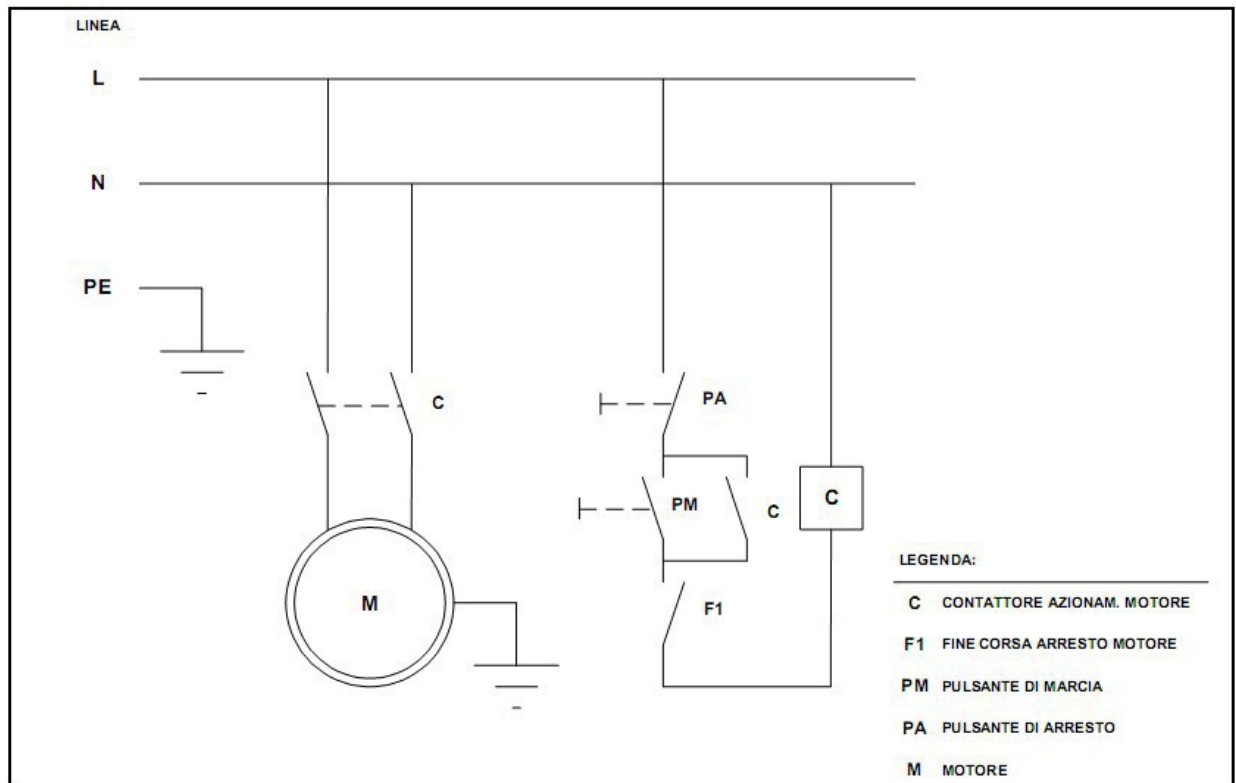 LINEA
L
N
PE
C
PA
PM
C
C
M
F1
LEGENDA:
C CONTATTORE AZIONAM. MOTORE
F1 FINE CORSA ARRESTO MOTORE
PM PULSANTE DI MARCIA
PA PULSANTE DI ARRESTO
M MOTORE